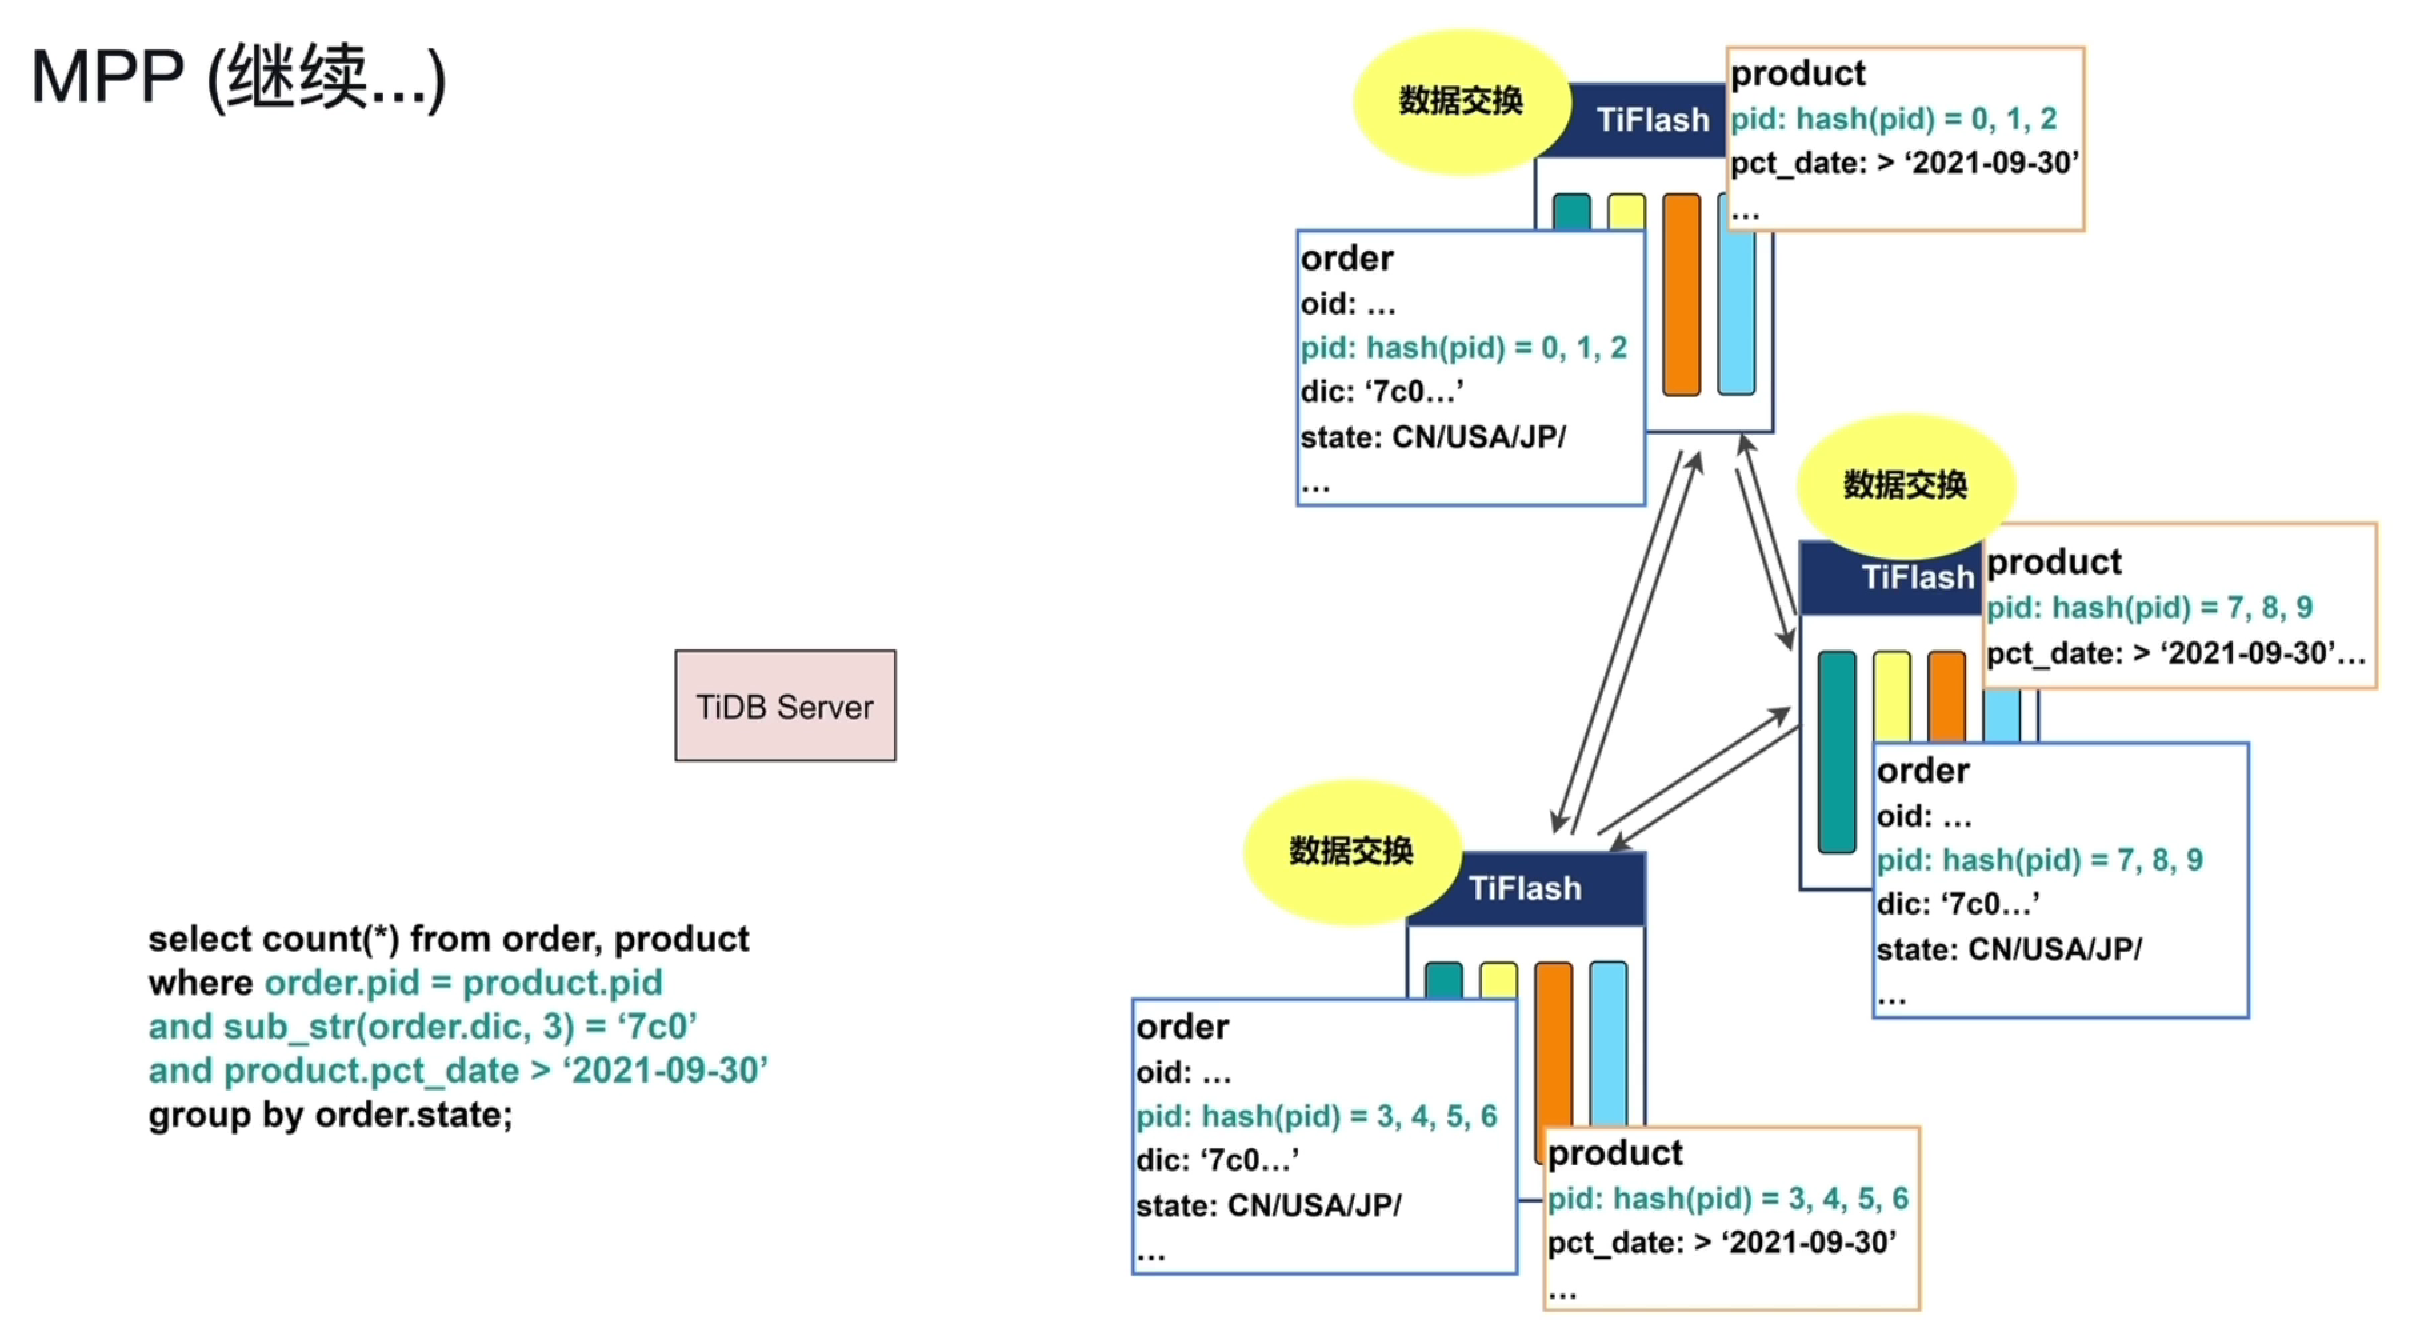 MPP (继续...)
数据交换
TiFlash
product
pid: hash(pid) = 0, 1, 2
pct_date: > ‘2021-09-30’
...
order
oid: ...
pid: hash(pid) = 0, 1, 2
dic: ‘7c0...’
state: CN/USA/JP/
...
数据交换
TiFlash
product
pid: hash(pid) = 7, 8, 9
pct_date: > ‘2021-09-30’...
order
oid: ...
pid: hash(pid) = 7, 8, 9
dic: ‘7c0...’
state: CN/USA/JP/
...
TiDB Server
数据交换
TiFlash
order
oid: ...
pid: hash(pid) = 3, 4, 5, 6
dic: ‘7c0...’
state: CN/USA/JP/
...
product
pid: hash(pid) = 3, 4, 5, 6
pct_date: > ‘2021-09-30’
...
select count(*) from order, product
where order.pid = product.pid
and sub_str(order.dic, 3) = ‘7c0’
and product.pct_date > ‘2021-09-30’
group by order.state;